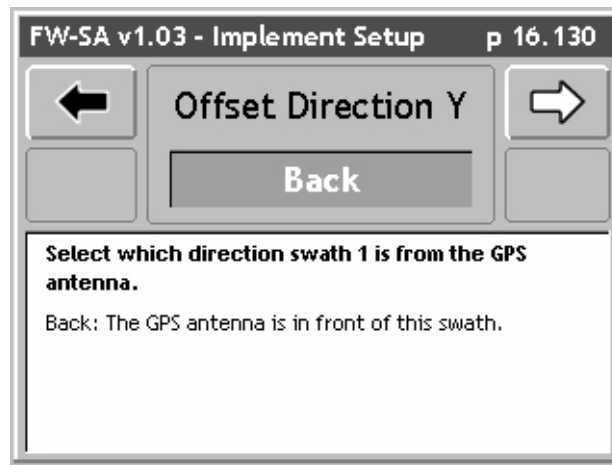 FW-SA v1.03 - Implement Setup p 16.130
Offset Direction Y
Back
Select which direction swath 1 is from the GPS
antenna.
Back: The GPS antenna is in front of this swath.